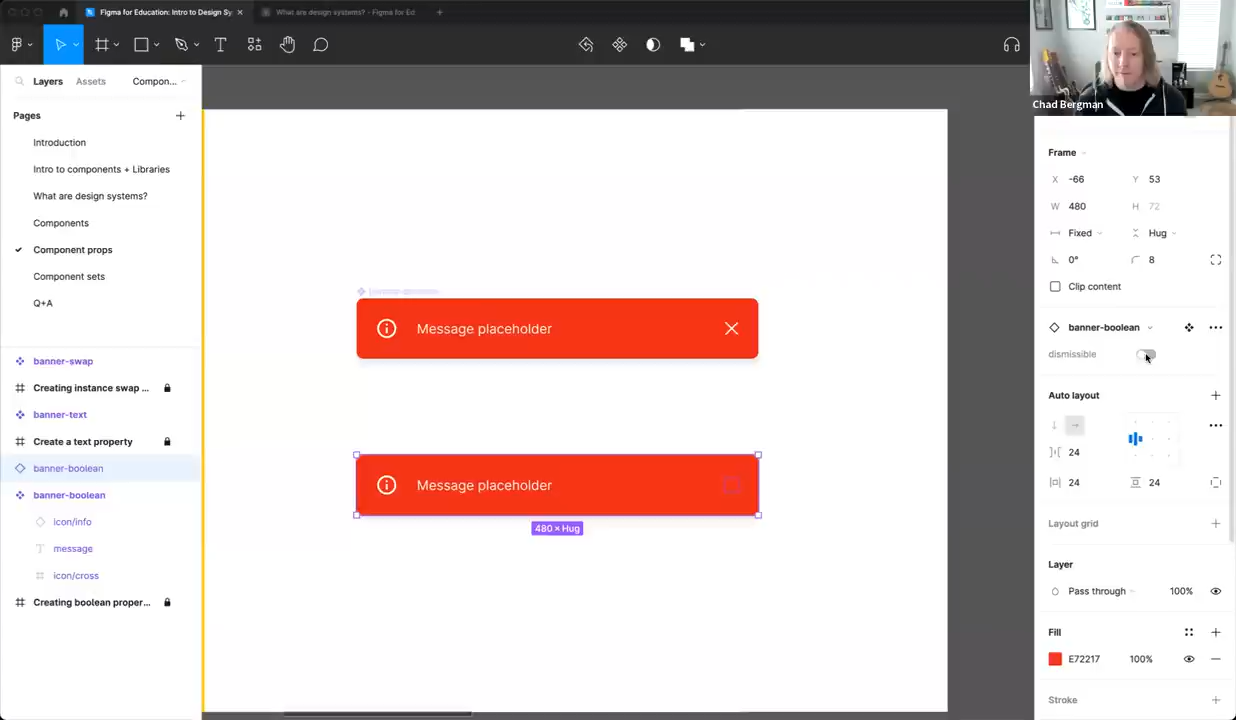 Figma for Education: Intro to Design Sy
What are design systems? - Figma for Ed
Chad Bergman
Layers
Assets
Compon...
Pages
Introduction
Intro to components + Libraries
What are design systems?
Components
Component props
Component sets
Q+A
banner-swap
Creating instance swap ...
banner-text
Create a text property
banner-boolean
banner-boolean
icon/info
message
icon/cross
Creating boolean proper...
banner-boolean
Message placeholder
Message placeholder
480 × Hug
Frame
X -66
Y 53
W 480
H 72
Fixed
Hug
0°
8
Clip content
banner-boolean
dismissible
Auto layout
24
24
24
Layout grid
Layer
Pass through
100%
Fill
E72217
100%
Stroke